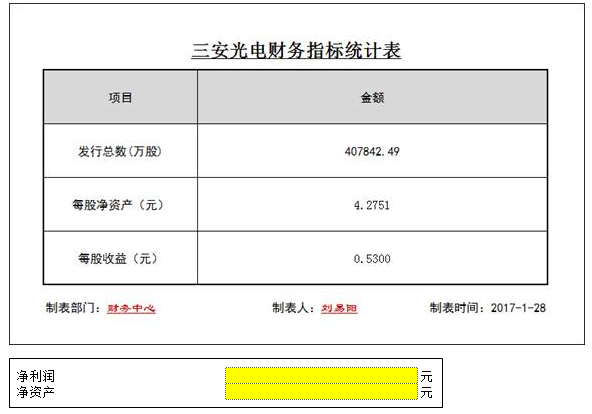 三安光电财务指标统计表
项目 金额
发行总数(万股) 407842.49
每股净资产（元） 4.2751
每股收益（元） 0.5300
制表部门：财务中心 制表人：刘易阳 制表时间：2017-1-28
净利润 元
净资产 元